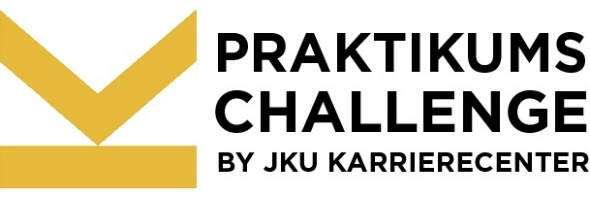 PRAKTIKUMS
CHALLENGE
BY JKU KARRIERECENTER